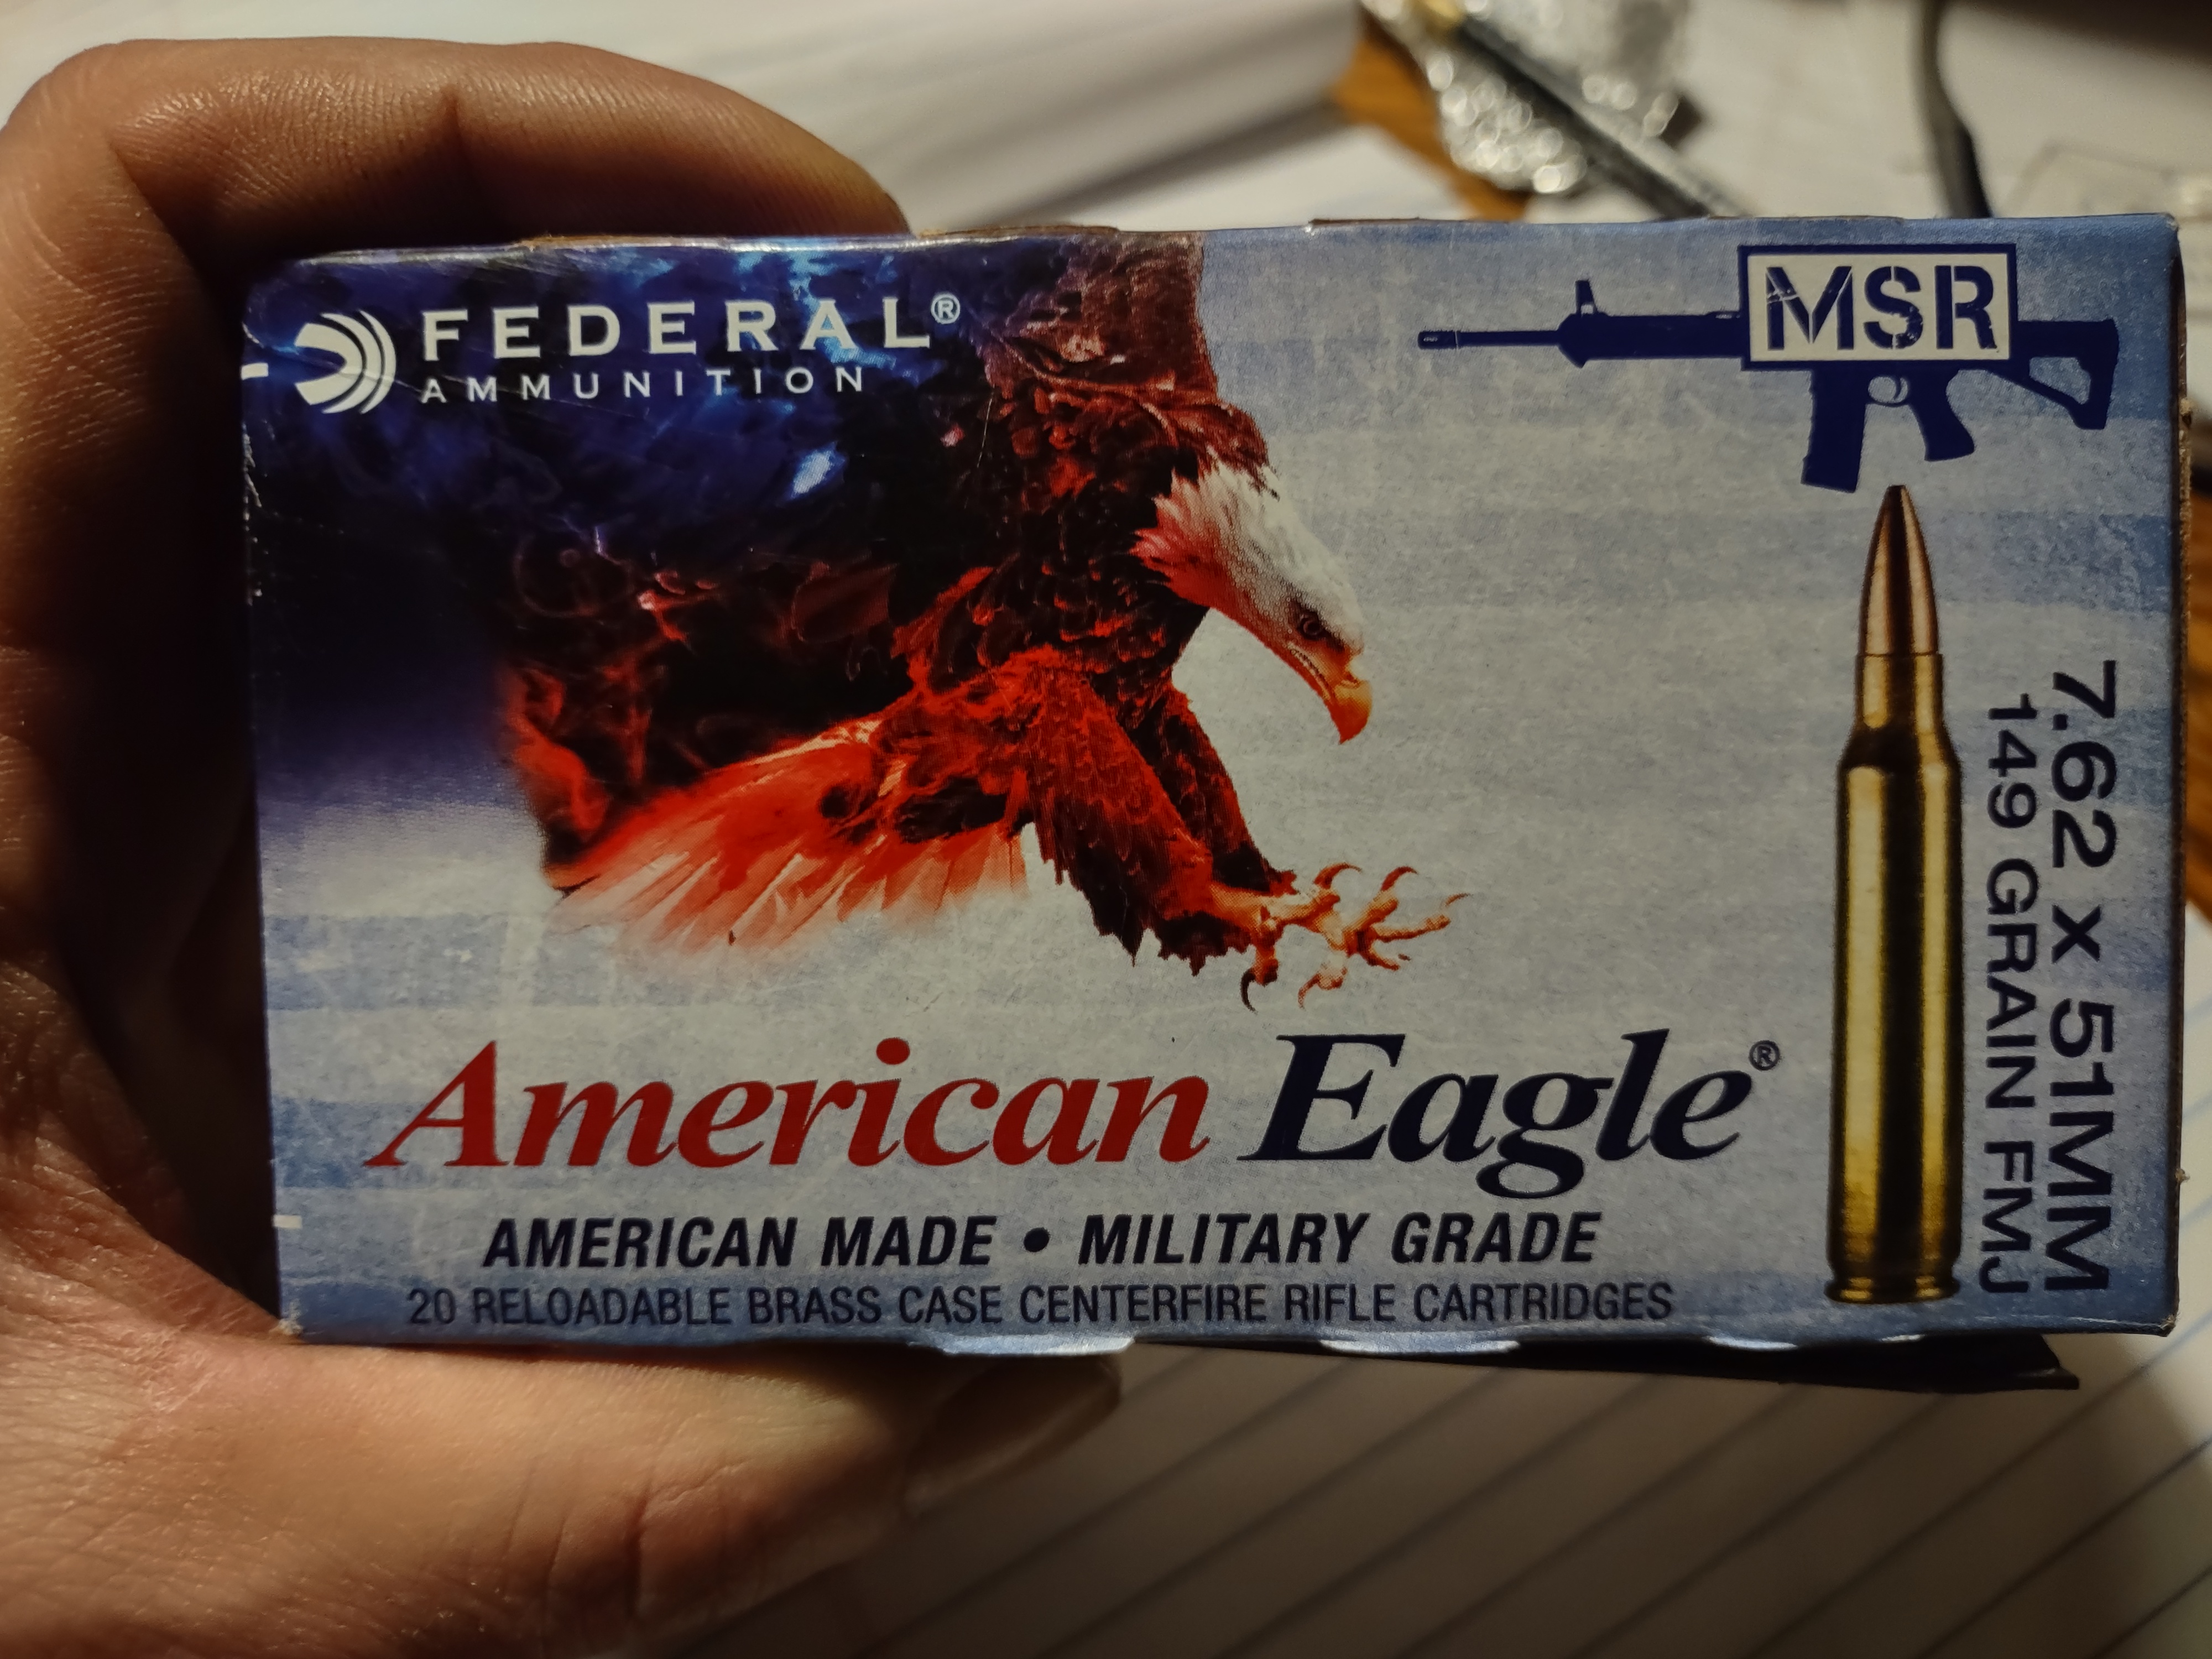 FEDERAL®
AMMUNITION
MSR
7.62 X 51MM
149 GRAIN FMJ
American Eagle®
AMERICAN MADE • MILITARY GRADE
20 RELOADABLE BRASS CASE CENTERFIRE RIFLE CARTRIDGES